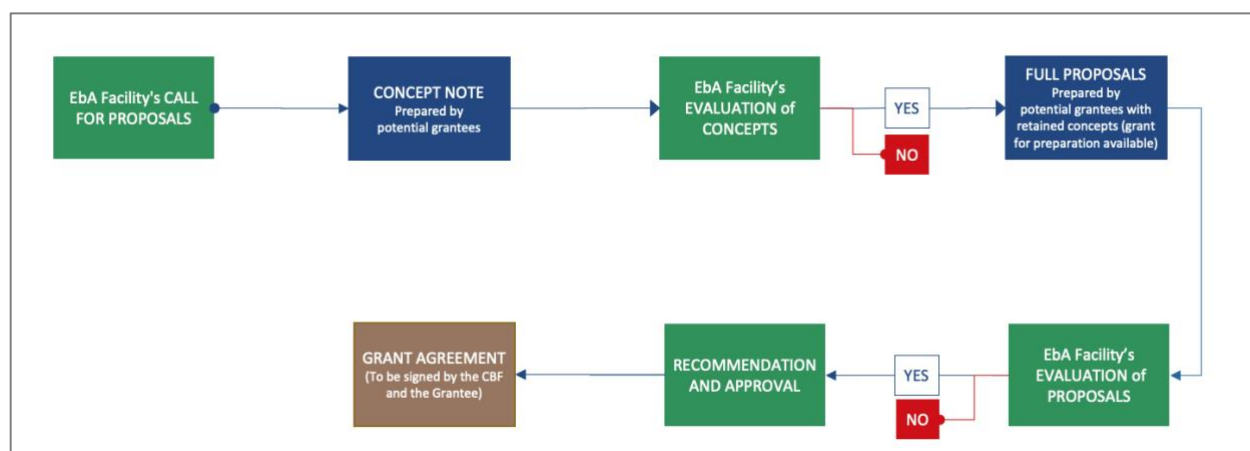 EbA Facility's CALL
FOR PROPOSALS
CONCEPT NOTE
Prepared by
potential grantees
EbA Facility’s
EVALUATION of
CONCEPTS
YES
NO
FULL PROPOSALS
Prepared by
potential grantees with
retained concepts (grant
for preparation available)
EbA Facility’s
EVALUATION of
PROPOSALS
YES
NO
RECOMMENDATION
AND APPROVAL
GRANT AGREEMENT
(To be signed by the CBF
and the Grantee)